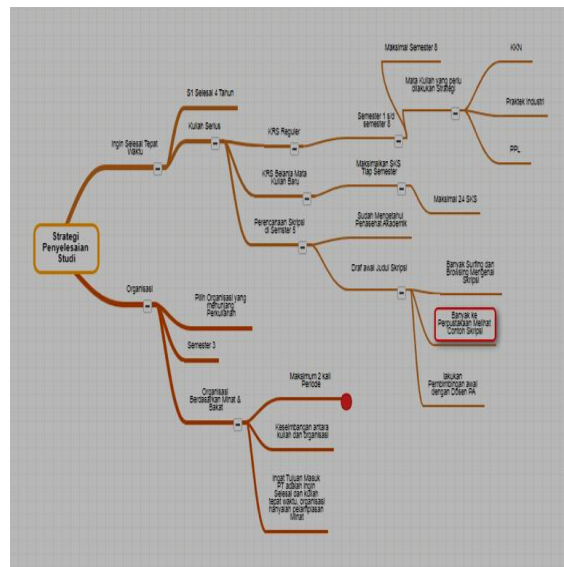 Maksimal Semester 8
KKN
Mata Kuliah yang perlu
dilakukan Strategi
S1 Selesai 4 Tahun
Semester 1 s/d
semester 8
Praktek Industri
Kuliah Serius
KRS Reguler
Ingin Selesai Tepat
Waktu
PPL
KRS Belanja Mata
Kuliah Baru
Maksimalkan SKS
Tiap Semester
Maksimal 24 SKS
Perencanaan Skripsi
di Semster 5
Sudah Mengetahui
Penasehat Akademik
Strategi
Penyelesaian
Studi
Draf awal Judul Skripsi
Banyak Surfing dan
Browsing Mengenai
Skripsi
Organisasi
Pilih Organisasi yang
menunjang
Perkuliahan
Banyak ke
Perpustakaan Melihat
Contoh Skripsi
Semester 3
lakukan
Pembimbingan awal
dengan Dosen PA
Organisasi
Berdasarkan Minat &
Bakat
Maksimum 2 kali
Periode
Keseimbangan antara
kuliah dan organisasi
Ingat Tujuan Masuk
PT adalah Ingin
Selesai dan kuliah
tepat waktu, organisasi
hanyalah pelampiasan
Minat